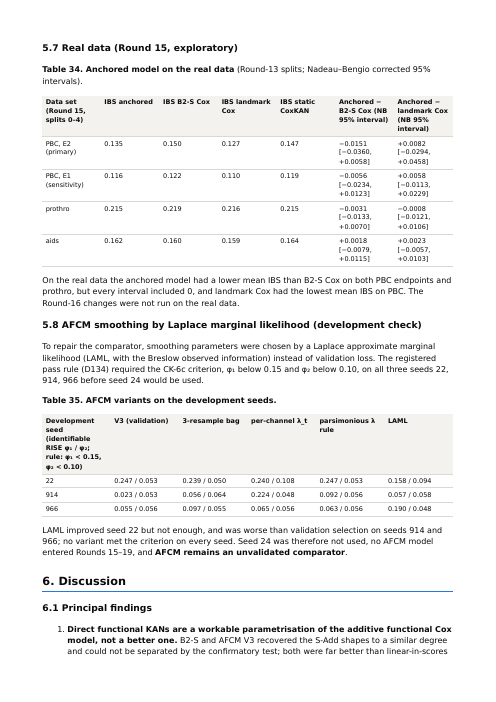 5.7 Real data (Round 15, exploratory)
Table 34. Anchored model on the real data (Round-13 splits; Nadeau–Bengio corrected 95%
intervals).
Data set (Round 15, splits 0–4) | IBS anchored | IBS B2-S Cox | IBS landmark Cox | IBS static CoxKAN | Anchored − B2-S Cox (NB 95% interval) | Anchored − landmark Cox (NB 95% interval)
PBC, E2 (primary) | 0.135 | 0.150 | 0.127 | 0.147 | −0.0151 [−0.0360, +0.0058] | +0.0082 [−0.0294, +0.0458]
PBC, E1 (sensitivity) | 0.116 | 0.122 | 0.110 | 0.119 | −0.0056 [−0.0234, +0.0123] | +0.0058 [−0.0113, +0.0229]
prothro | 0.215 | 0.219 | 0.216 | 0.215 | −0.0031 [−0.0133, +0.0070] | −0.0008 [−0.0121, +0.0106]
aids | 0.162 | 0.160 | 0.159 | 0.164 | +0.0018 [−0.0079, +0.0115] | +0.0023 [−0.0057, +0.0103]
On the real data the anchored model had a lower mean IBS than B2-S Cox on both PBC endpoints and
prothro, but every interval included 0, and landmark Cox had the lowest mean IBS on PBC. The
Round-16 changes were not run on the real data.
5.8 AFCM smoothing by Laplace marginal likelihood (development check)
To repair the comparator, smoothing parameters were chosen by a Laplace approximate marginal
likelihood (LAML, with the Breslow observed information) instead of validation loss. The registered
pass rule (D134) required the CK-6c criterion, φ₁ below 0.15 and φ₂ below 0.10, on all three seeds 22,
914, 966 before seed 24 would be used.
Table 35. AFCM variants on the development seeds.
Development seed (identifiable RISE φ₁ / φ₂; rule: φ₁ < 0.15, φ₂ < 0.10) | V3 (validation) | 3-resample bag | per-channel λ_t | parsimonious λ rule | LAML
22 | 0.247 / 0.053 | 0.239 / 0.050 | 0.240 / 0.108 | 0.247 / 0.053 | 0.158 / 0.094
914 | 0.023 / 0.053 | 0.056 / 0.064 | 0.224 / 0.048 | 0.092 / 0.056 | 0.057 / 0.058
966 | 0.055 / 0.056 | 0.097 / 0.055 | 0.065 / 0.056 | 0.063 / 0.056 | 0.190 / 0.048
LAML improved seed 22 but not enough, and was worse than validation selection on seeds 914 and
966; no variant met the criterion on every seed. Seed 24 was therefore not used, no AFCM model
entered Rounds 15–19, and AFCM remains an unvalidated comparator.
6. Discussion
6.1 Principal findings
1. Direct functional KANs are a workable parametrisation of the additive functional Cox
model, not a better one. B2-S and AFCM V3 recovered the S-Add shapes to a similar degree
and could not be separated by the confirmatory test; both were far better than linear-in-scores